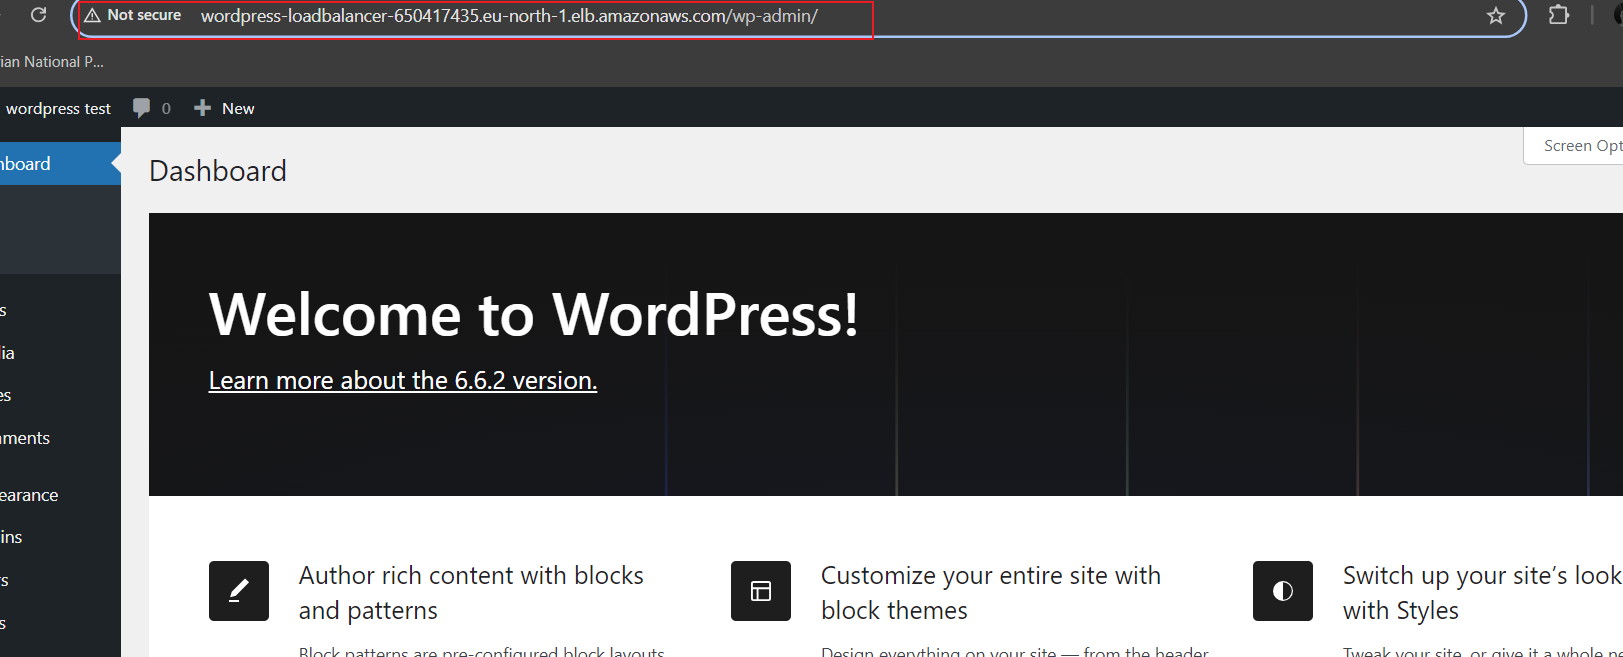 Not secure wordpress-loadbalancer-650417435.eu-north-1.elb.amazonaws.com/wp-admin/
ian National P...
wordpress test 0 New
board
Dashboard
Screen Opt
Welcome to WordPress!
Learn more about the 6.6.2 version.
s
ia
es
ments
earance
ins
s
s
Author rich content with blocks
and patterns
Customize your entire site with
block themes
Switch up your site's look
with Styles
Block patterns are pre-configured block layouts.
Design everything on your site — from the header
Tweak your site, or give it a whole ne